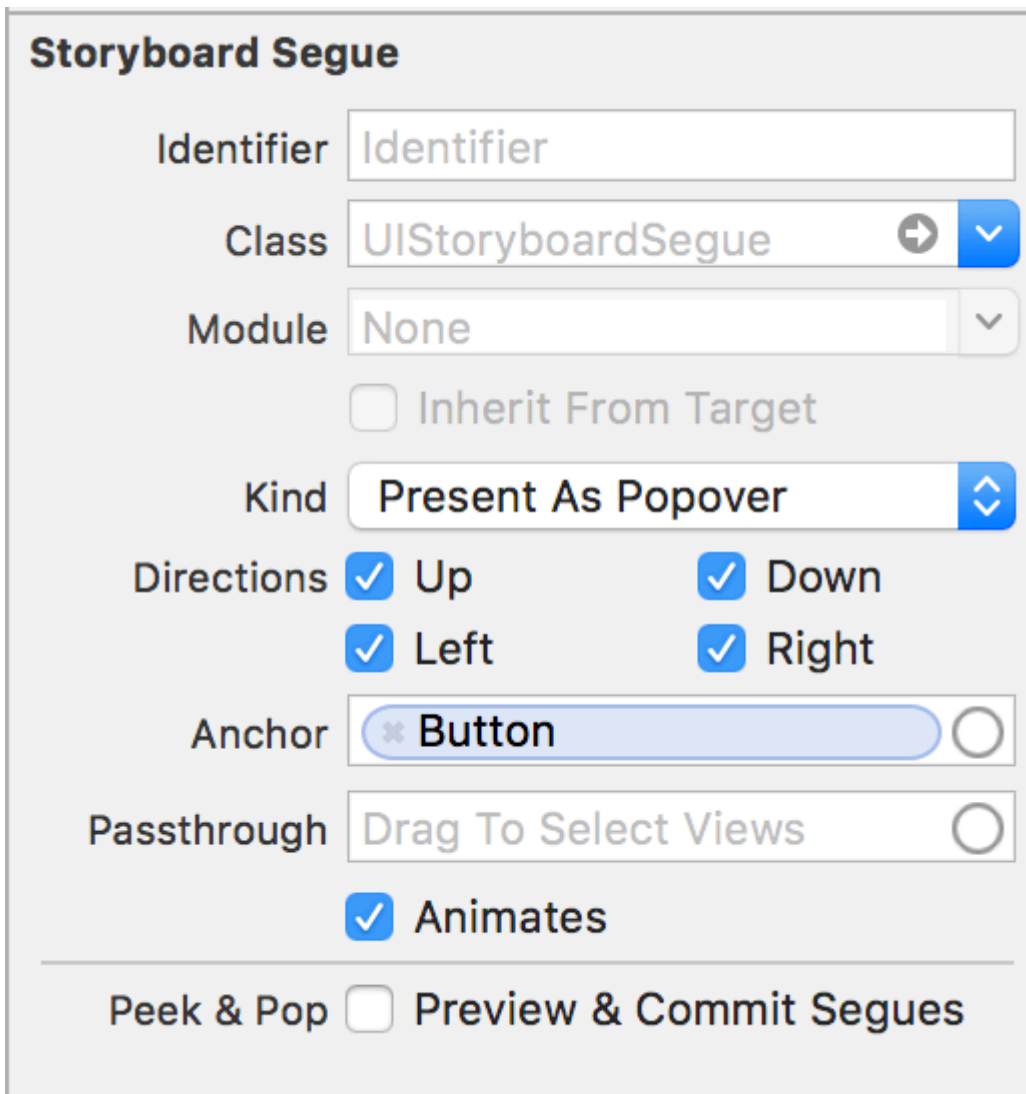 Storyboard Segue
Identifier Identifier
Class UIStoryboardSegue
Module None
Inherit From Target
Kind Present As Popover
Directions Up Down
Left Right
Anchor Button
Passthrough Drag To Select Views
Animates
Peek & Pop Preview & Commit Segues